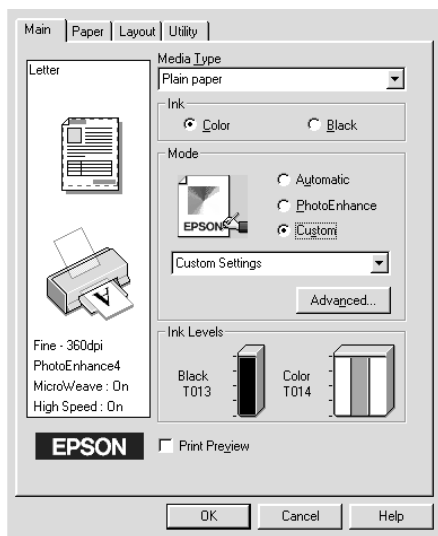 Main Paper Layout Utility
Letter
Media Type
Plain paper
Ink
Color Black
Mode
Automatic
PhotoEnhance
Custom
EPSON
Custom Settings
Advanced...
Fine - 360dpi
PhotoEnhance4
MicroWeave : On
High Speed : On
Ink Levels
Black
T013
Color
T014
A
EPSON
Print Preview
OK Cancel Help